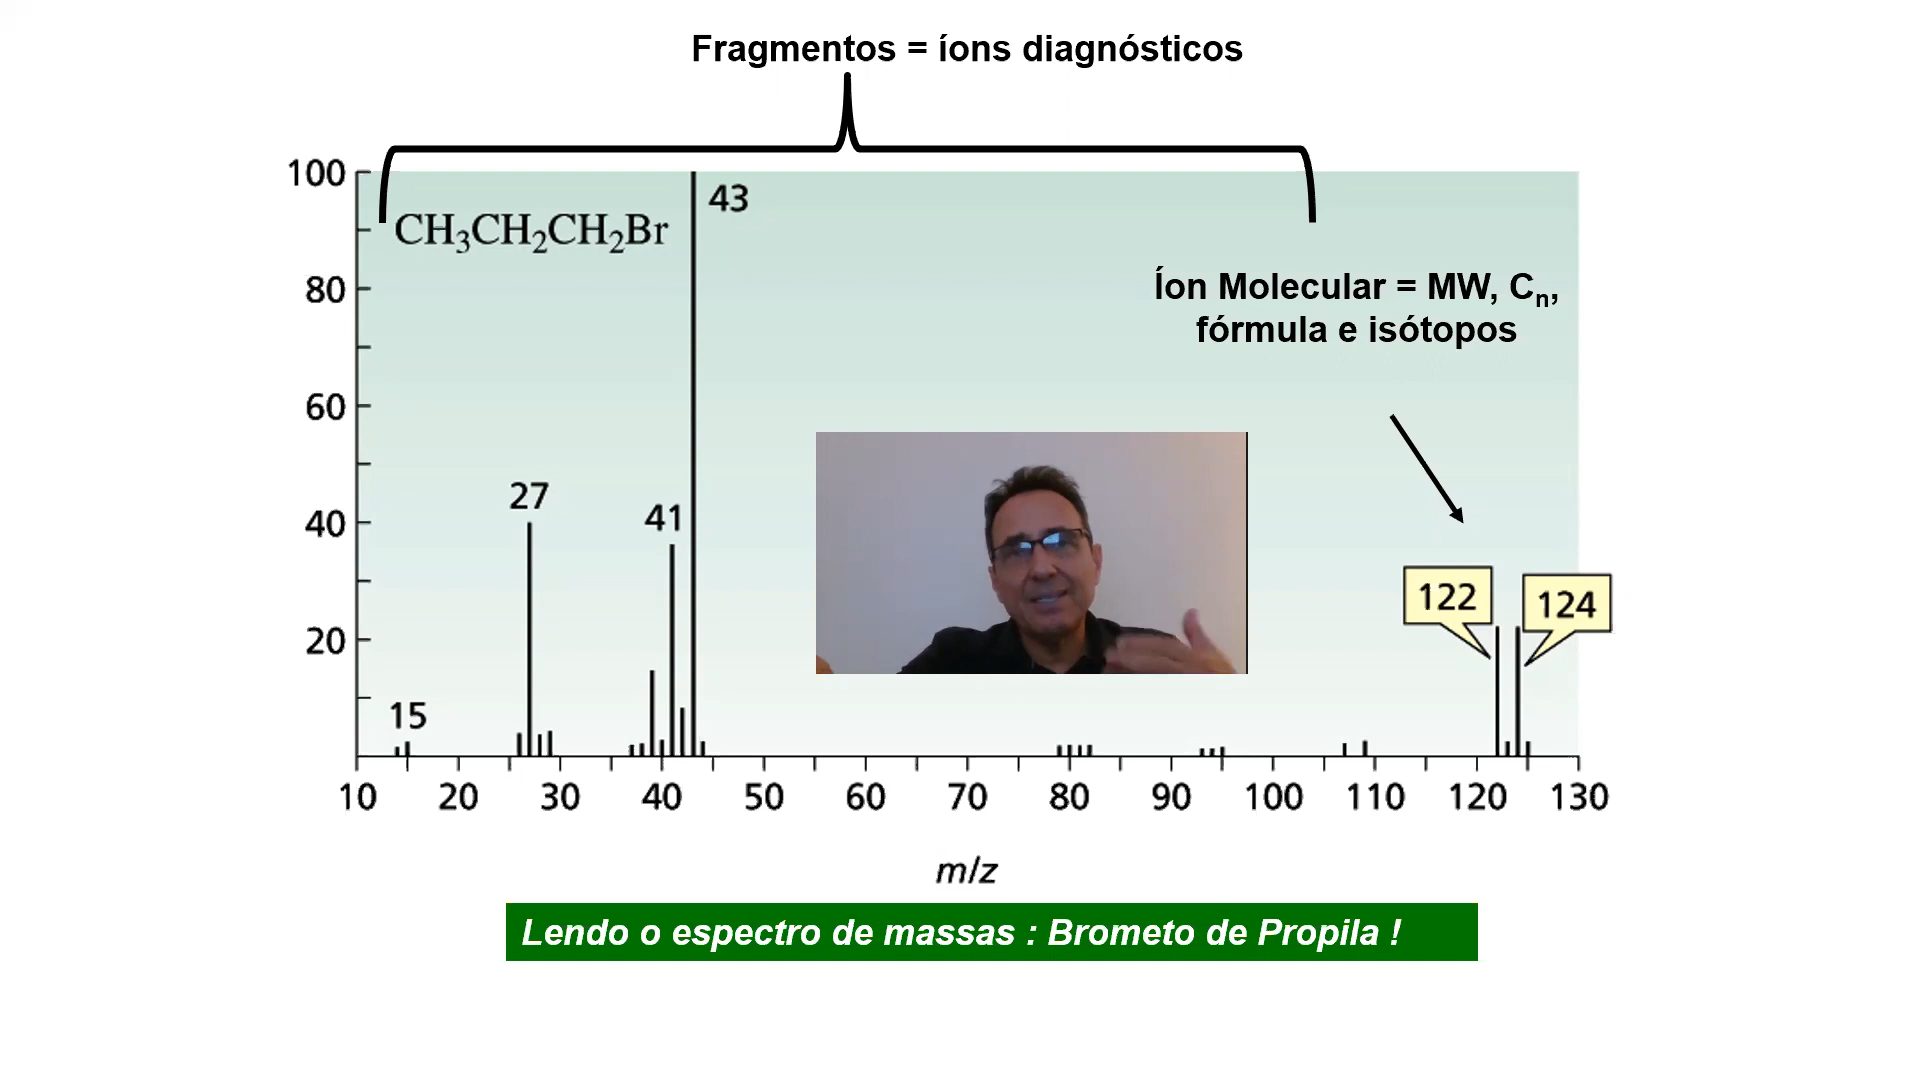 Fragmentos = íons diagnósticos
100
43
CH₃CH₂CH₂Br
80
Íon Molecular = MW, Cₙ,
fórmula e isótopos
60
27
41
40
122
124
20
15
10 20 30 40 50 60 70 80 90 100 110 120 130
m/z
Lendo o espectro de massas : Brometo de Propila !